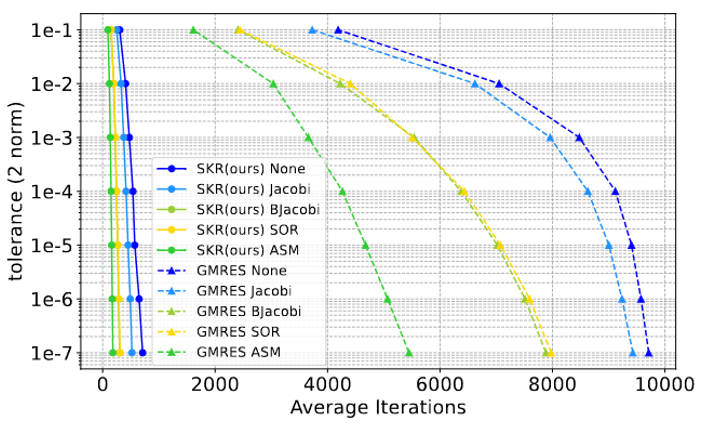 1e-1
1e-2
1e-3
1e-4
1e-5
1e-6
1e-7
tolerance (2 norm)
SKR(ours) None
SKR(ours) Jacobi
SKR(ours) BJacobi
SKR(ours) SOR
SKR(ours) ASM
GMRES None
GMRES Jacobi
GMRES BJacobi
GMRES SOR
GMRES ASM
0
2000
4000
6000
8000
10000
Average Iterations